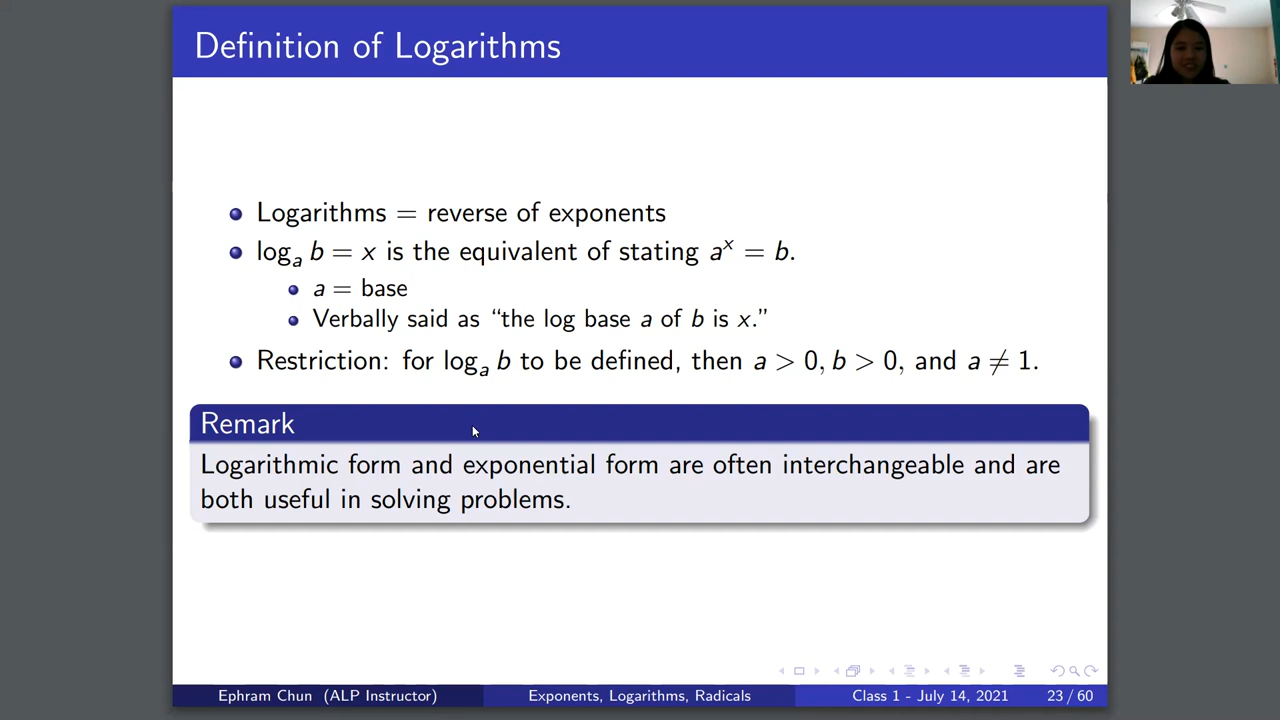 Definition of Logarithms
Logarithms = reverse of exponents
logₐ b = x is the equivalent of stating aˣ = b.
a = base
Verbally said as “the log base a of b is x.”
Restriction: for logₐ b to be defined, then a > 0, b > 0, and a ≠ 1.
Remark
Logarithmic form and exponential form are often interchangeable and are
both useful in solving problems.
Ephram Chun (ALP Instructor) Exponents, Logarithms, Radicals Class 1 - July 14, 2021 23 / 60